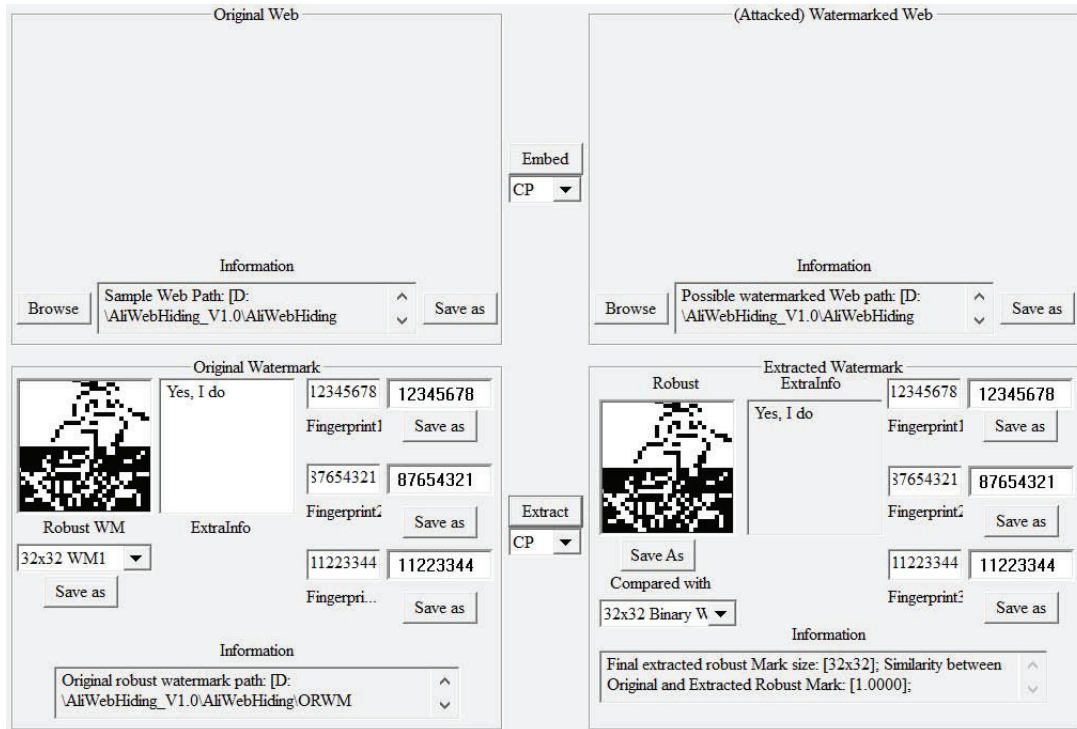 Original Web
(Attacked) Watermarked Web
Embed
CP
Information
Browse
Sample Web Path: [D:
\AliWebHiding_V1.0\AliWebHiding
Save as
Information
Browse
Possible watermarked Web path: [D:
\AliWebHiding_V1.0\AliWebHiding
Save as
Original Watermark
Yes, I do
12345678
12345678
Fingerprint1
Save as
37654321
87654321
Fingerprint2
Save as
Robust WM
ExtraInfo
32x32 WM1
Save as
11223344
11223344
Fingerpri...
Save as
Information
Original robust watermark path: [D:
\AliWebHiding_V1.0\AliWebHiding\ORWM
Extract
CP
Extracted Watermark
Robust
ExtraInfo
Yes, I do
12345678
12345678
Fingerprint1
Save as
37654321
87654321
Fingerprint2
Save as
Save As
Compared with
32x32 Binary W
11223344
11223344
Fingerprint3
Save as
Information
Final extracted robust Mark size: [32x32]; Similarity between
Original and Extracted Robust Mark: [1.0000];